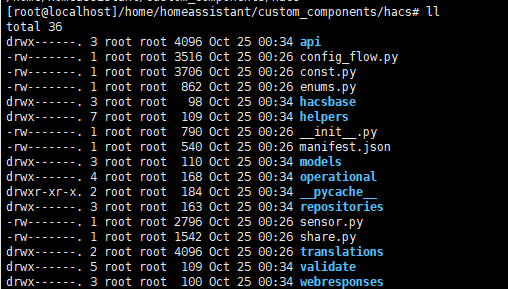 [root@localhost]/home/homeassistant/custom_components/hacs# ll
total 36
drwx------. 3 root root 4096 Oct 25 00:34 api
-rw-------. 1 root root 3516 Oct 25 00:26 config_flow.py
-rw-------. 1 root root 3706 Oct 25 00:26 const.py
-rw-------. 1 root root 862 Oct 25 00:26 enums.py
drwx------. 3 root root 98 Oct 25 00:34 hacsbase
drwx------. 7 root root 109 Oct 25 00:34 helpers
-rw-------. 1 root root 790 Oct 25 00:26 __init__.py
-rw-------. 1 root root 540 Oct 25 00:26 manifest.json
drwx------. 3 root root 110 Oct 25 00:34 models
drwx------. 4 root root 168 Oct 25 00:34 operational
drwxr-xr-x. 2 root root 184 Oct 25 00:34 __pycache__
drwx------. 3 root root 163 Oct 25 00:34 repositories
-rw-------. 1 root root 2796 Oct 25 00:26 sensor.py
-rw-------. 1 root root 1542 Oct 25 00:26 share.py
drwx------. 2 root root 4096 Oct 25 00:26 translations
drwx------. 5 root root 109 Oct 25 00:34 validate
drwx------. 3 root root 100 Oct 25 00:34 webresponses